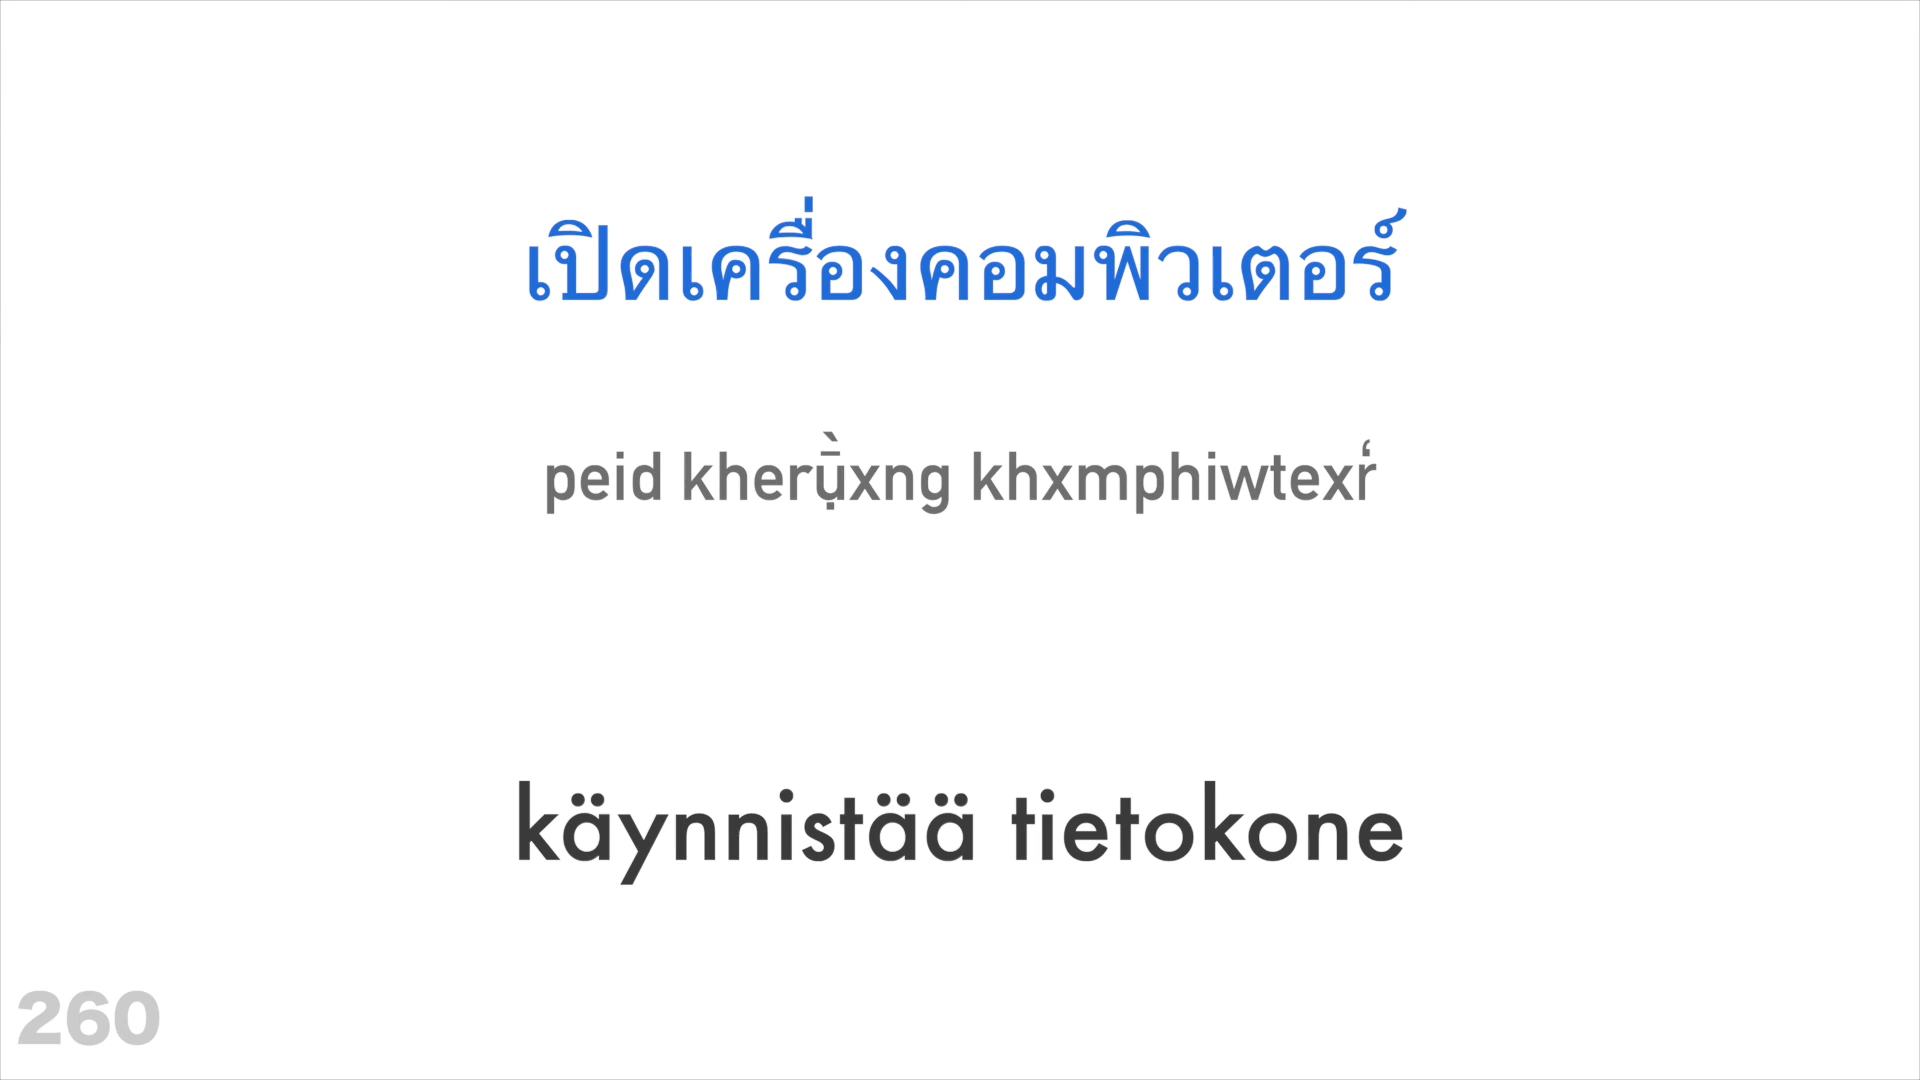 เปิดเครื่องคอมพิวเตอร์
peid kherụ̄̀xng khxmphiwtexr̒
käynnistää tietokone
260